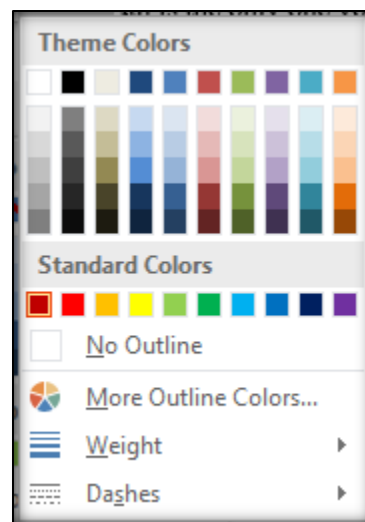 Theme Colors
Standard Colors
No Outline
More Outline Colors...
Weight
Dashes